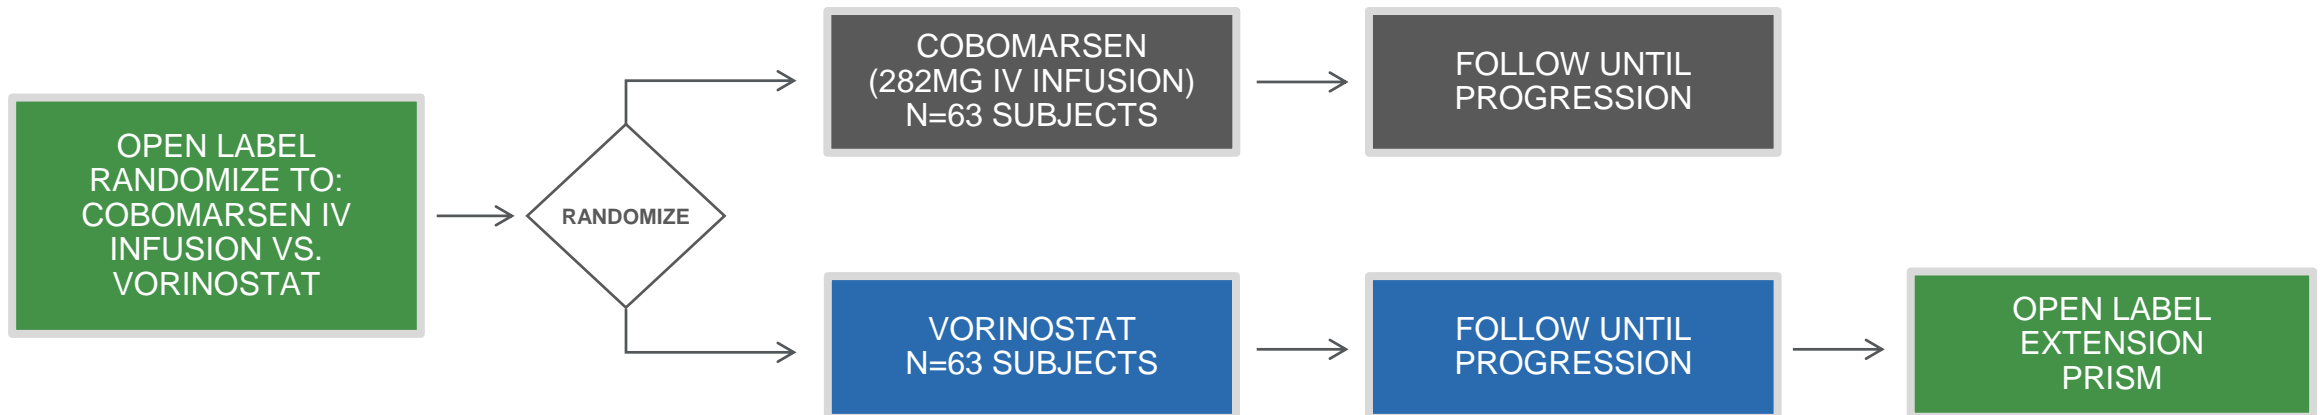 OPEN LABEL
RANDOMIZE TO:
COBOMARSEN IV
INFUSION VS.
VORINOSTAT
RANDOMIZE
COBOMARSEN
(282MG IV INFUSION)
N=63 SUBJECTS
FOLLOW UNTIL
PROGRESSION
VORINOSTAT
N=63 SUBJECTS
FOLLOW UNTIL
PROGRESSION
OPEN LABEL
EXTENSION
PRISM